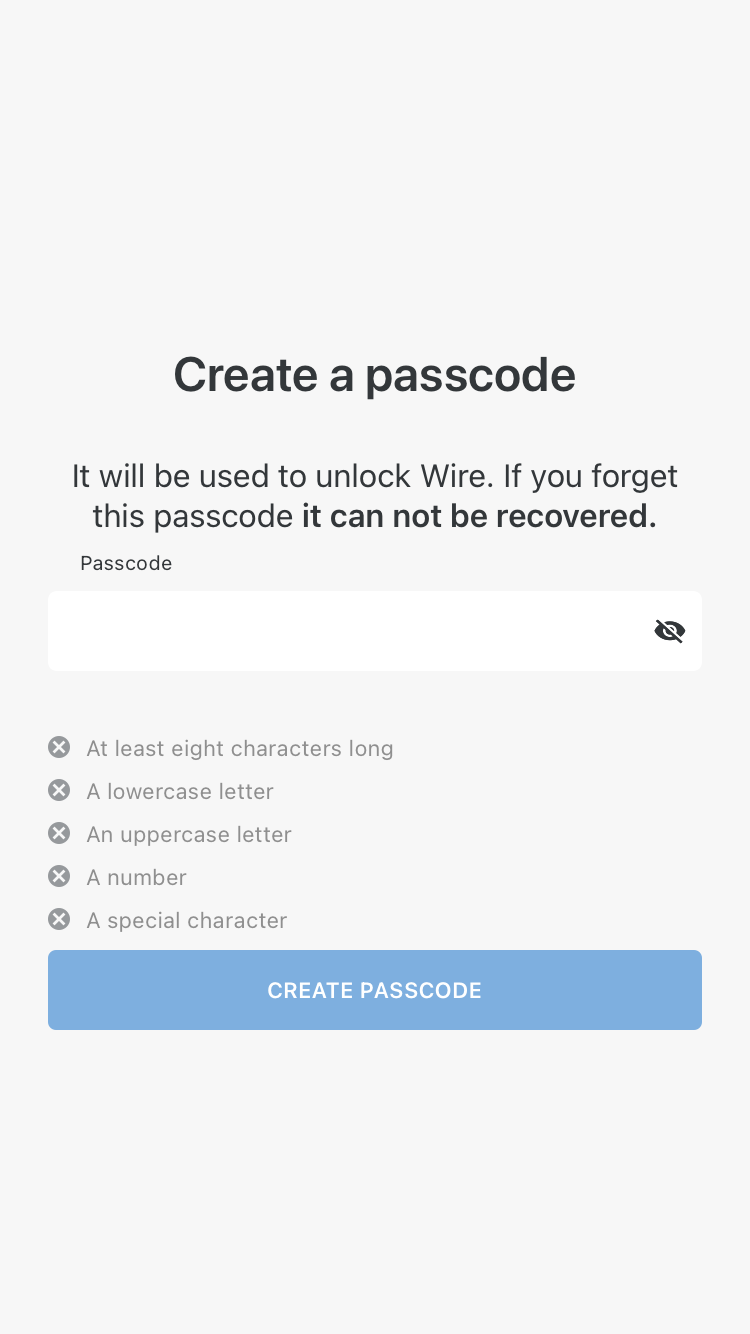 Create a passcode
It will be used to unlock Wire. If you forget
this passcode it can not be recovered.
Passcode
At least eight characters long
A lowercase letter
An uppercase letter
A number
A special character
CREATE PASSCODE